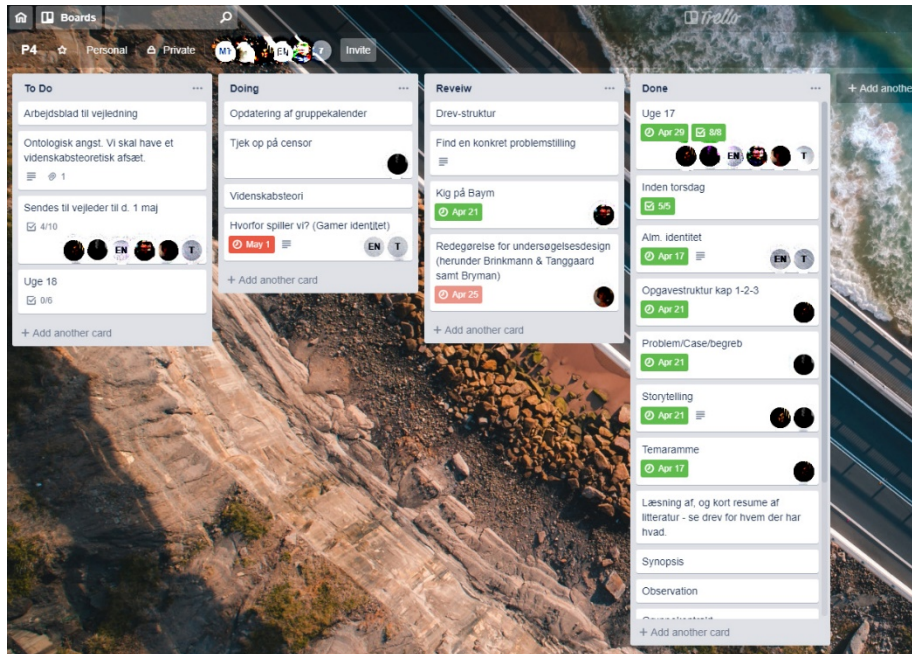 Boards
Trello
P4
Personal
Private
EN
T
Invite
To Do
Arbejdsblad til vejledning
Ontologisk angst. Vi skal have et
videnskabsteoretisk afsæt.
1
Sendes til vejleder til d. 1 maj
4/10
EN
T
Uge 18
0/6
+ Add another card
Doing
Opdatering af gruppekalender
Tjek op på censor
Videnskabsteori
Hvorfor spiller vi? (Gamer identitet)
May 1
EN T
+ Add another card
Reveiw
Drev-struktur
Find en konkret problemstilling
Kig på Baym
Apr 21
Redegørelse for undersøgelsesdesign
(herunder Brinkmann & Tanggaard
samt Bryman)
Apr 25
+ Add another card
Done
Uge 17
Apr 29 8/8
EN T
Inden torsdag
5/5
Alm. identitet
Apr 17
EN T
Opgavestruktur kap 1-2-3
Apr 21
Problem/Case/begreb
Apr 21
Storytelling
Apr 21
Temaramme
Apr 17
Læsning af, og kort resume af
litteratur - se drev for hvem der har
hvad.
Synopsis
Observation
+ Add another card
+ Add anothe